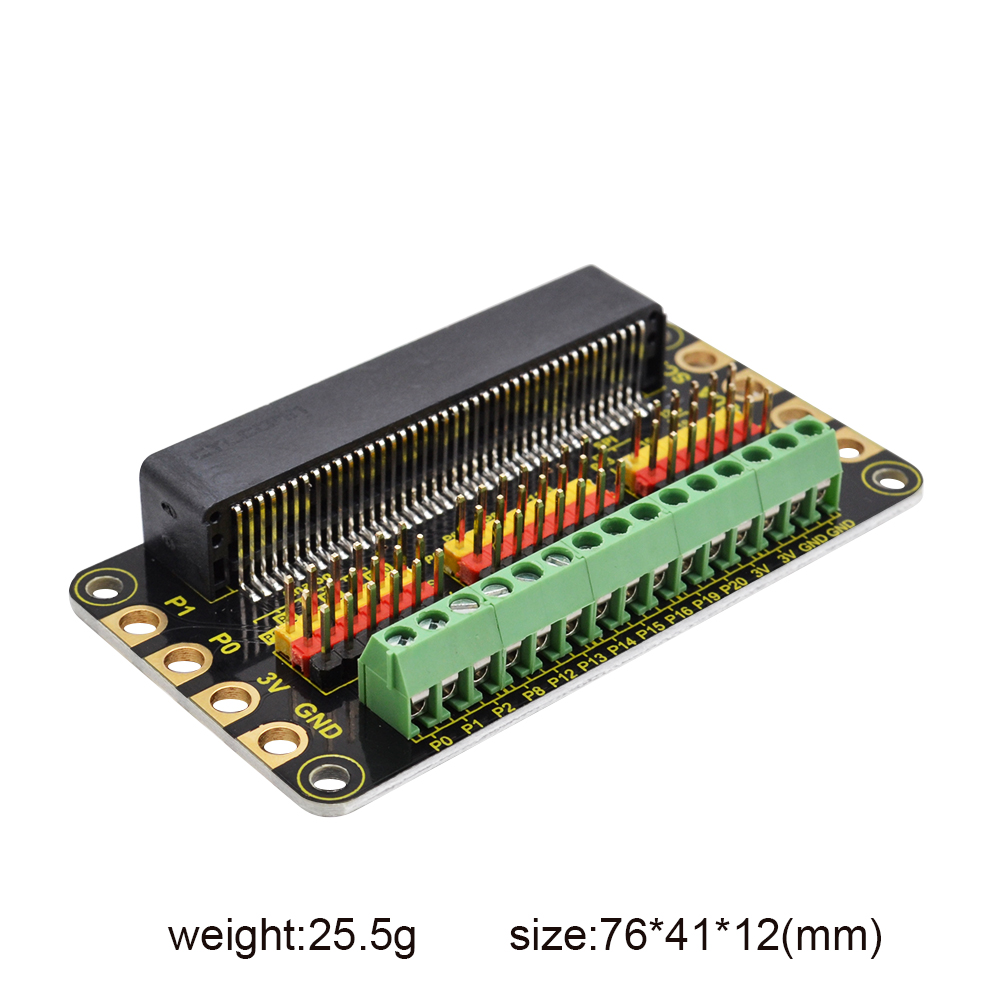 P1
P0
3V
GND
P0
P1
P2
P8
P12
P13
P14
P15
P16
P19
P20
3V
3V
GND
GND
weight:25.5g size:76*41*12(mm)